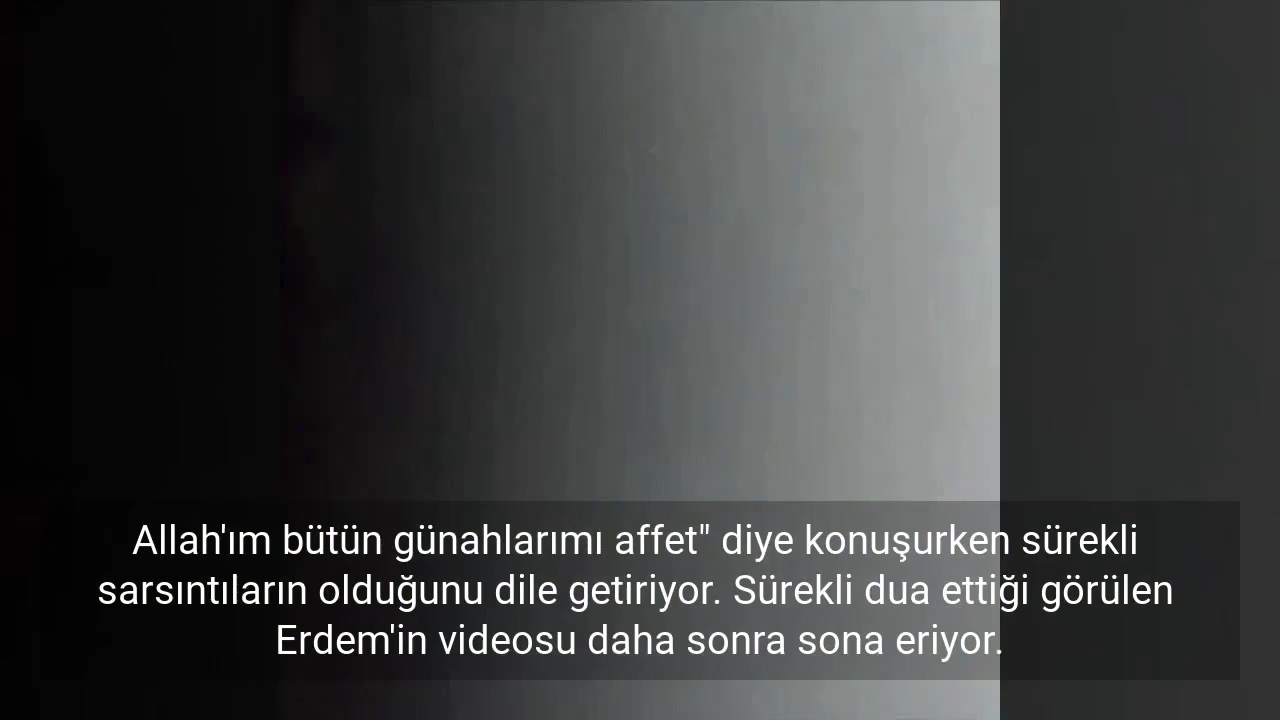 Allah'ım bütün günahlarımı affet" diye konuşurken sürekli
sarsıntıların olduğunu dile getiriyor. Sürekli dua ettiği görülen
Erdem'in videosu daha sonra sona eriyor.